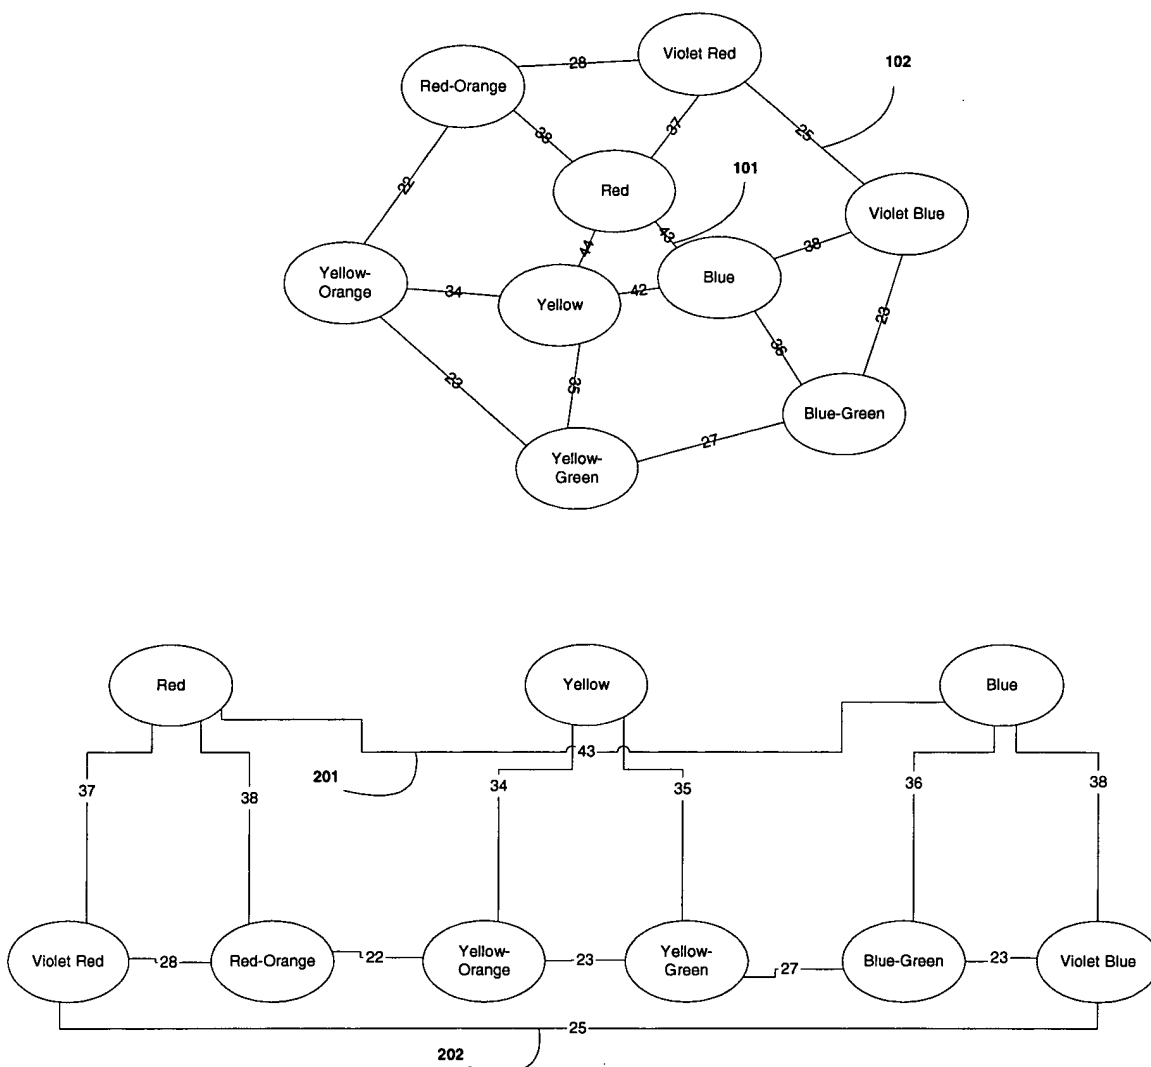 Violet Red
28
102
Red-Orange
25
38
37
101
Red
22
Violet Blue
43
44
38
Yellow-
Orange
Blue
34
42
Yellow
23
36
23
35
Blue-Green
27
Yellow-
Green
Red
Yellow
Blue
43
201
37
38
34
35
36
38
Violet Red
28
Red-Orange
22
Yellow-
Orange
23
Yellow-
Green
27
Blue-Green
23
Violet Blue
25
202